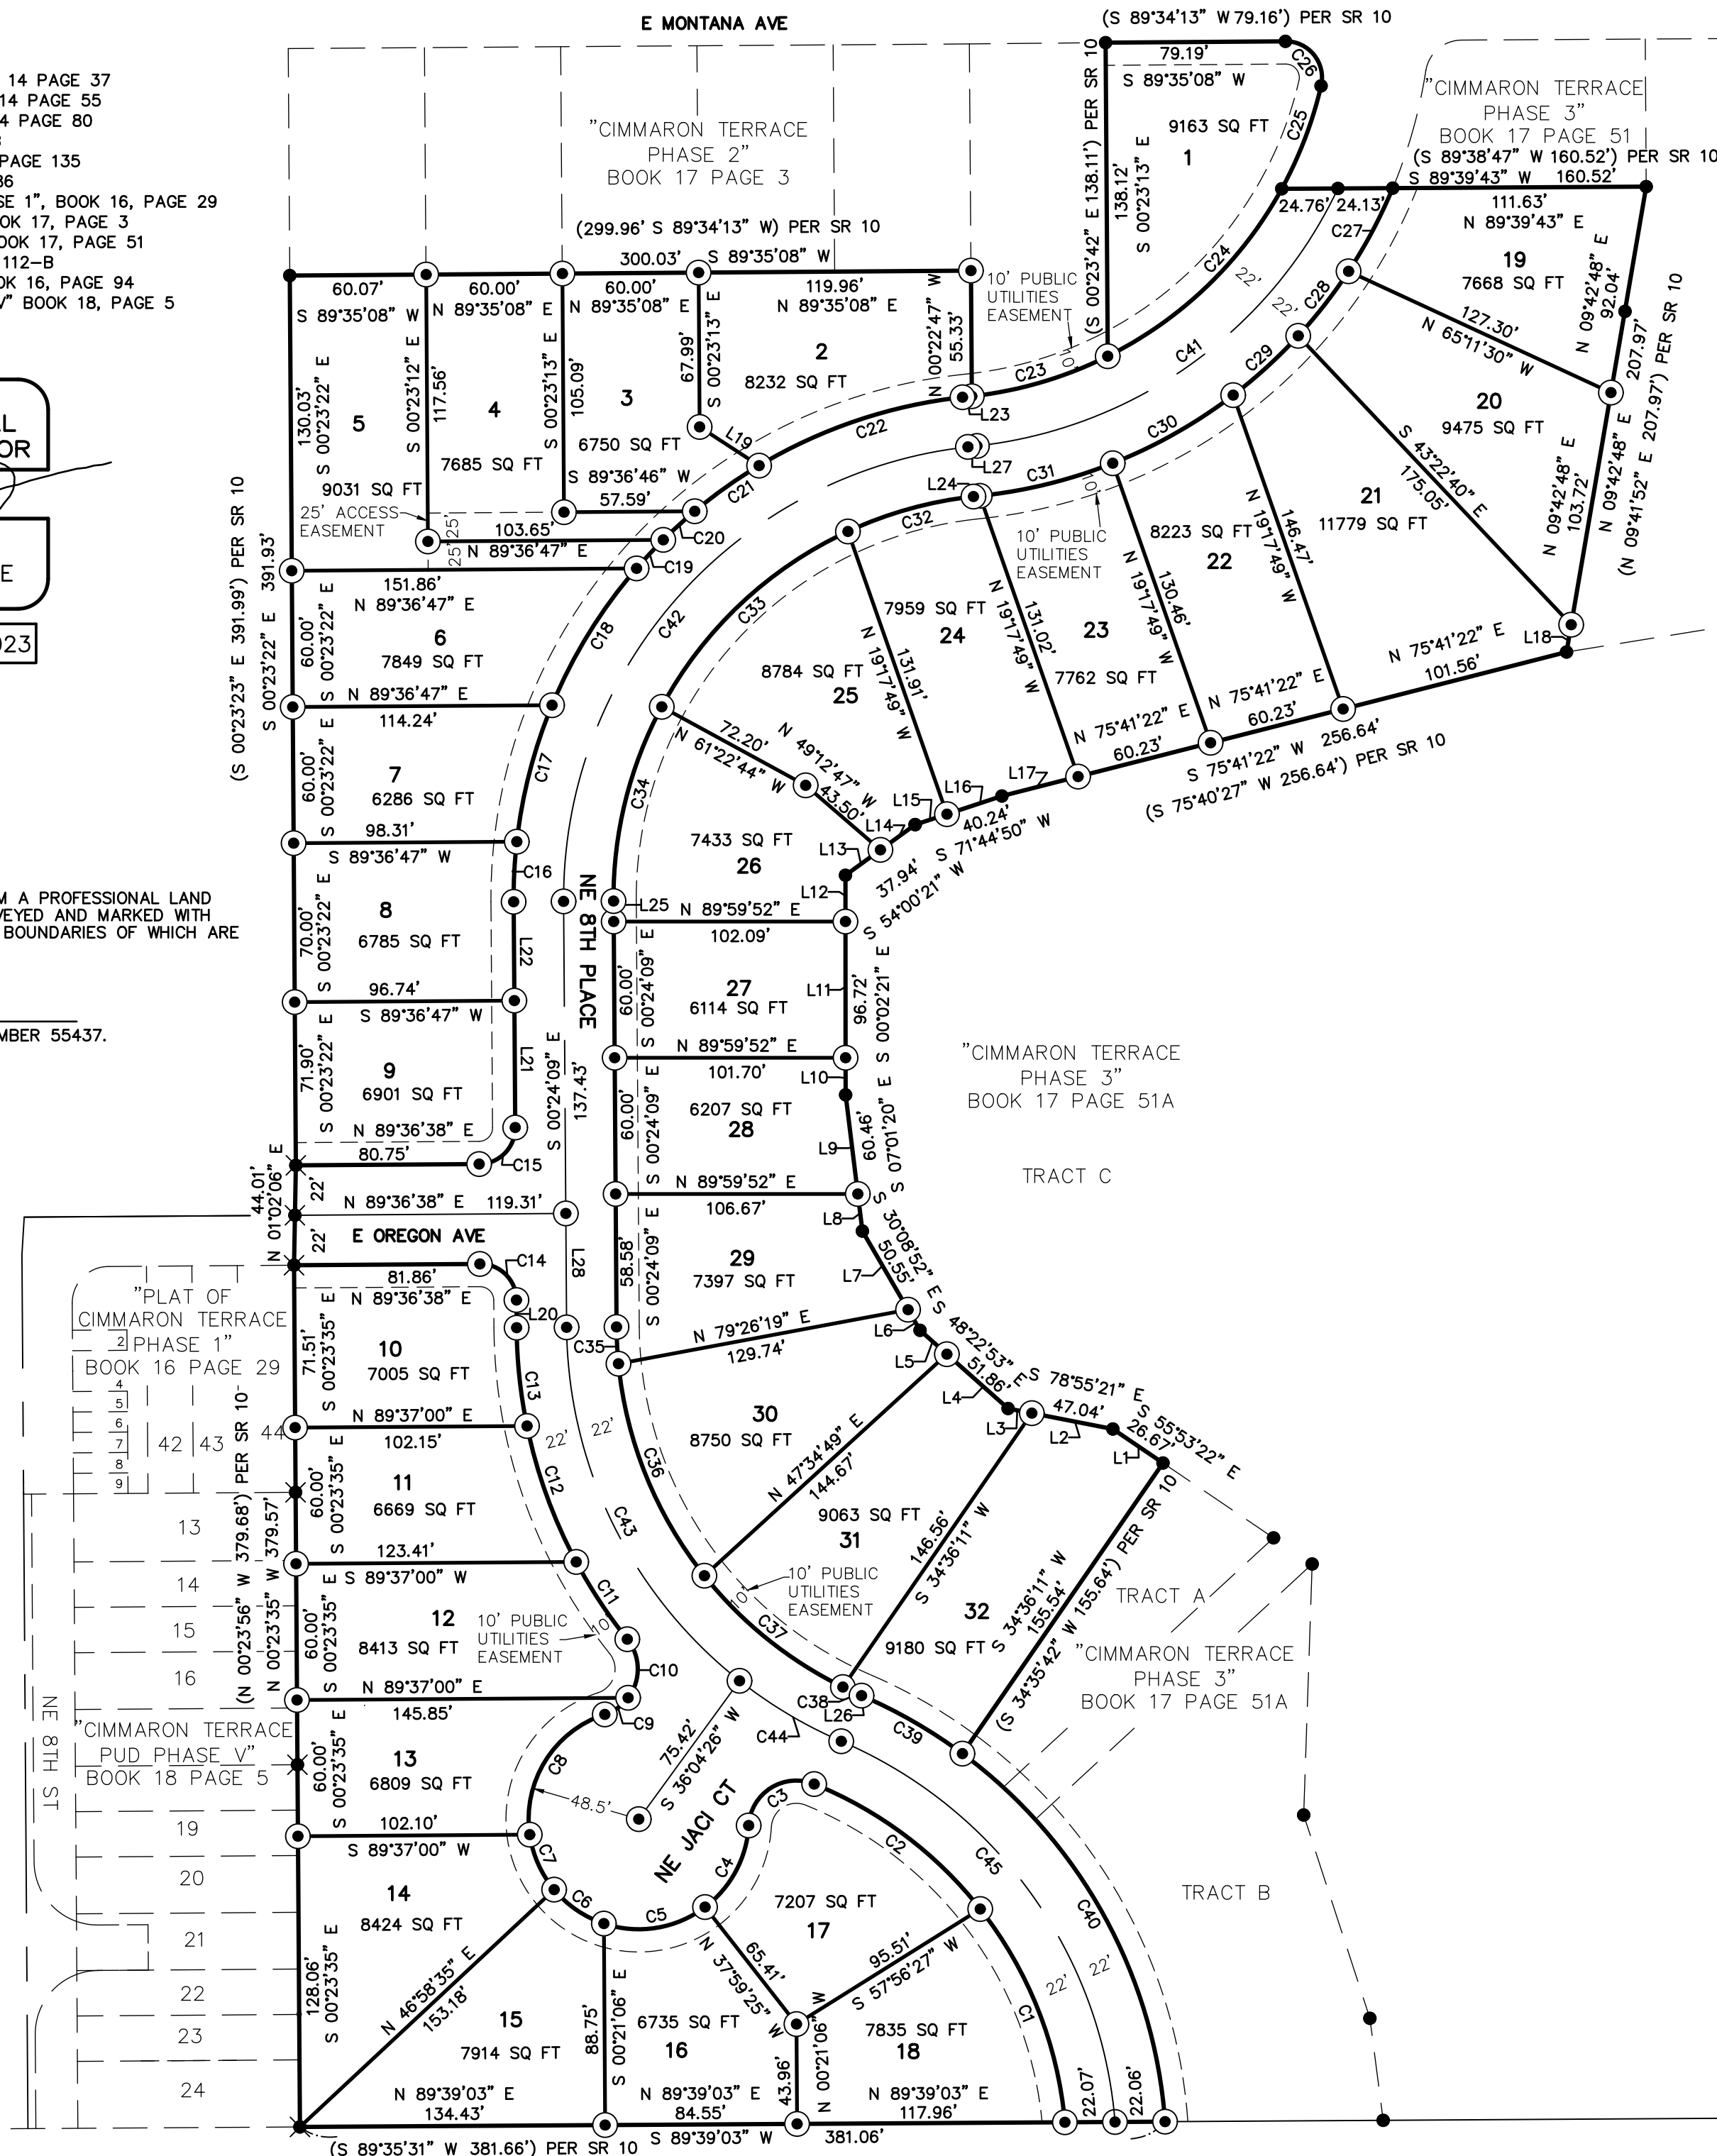 E MONTANA AVE
(S 89°34'13" W 79.16') PER SR 10
79.19'
S 89°35'08" W
C26
C25
9163 SQ FT
1
(S 00°23'42" E 138.11') PER SR 10
138.12'
S 00°23'13" E
14 PAGE 37
14 PAGE 55
4 PAGE 80
PAGE 135
36
SE 1", BOOK 16, PAGE 29
OOK 17, PAGE 3
OOK 17, PAGE 51
112-B
OK 16, PAGE 94
V" BOOK 18, PAGE 5
"CIMMARON TERRACE
PHASE 2"
BOOK 17 PAGE 3
"CIMMARON TERRACE
PHASE 3"
BOOK 17 PAGE 51
(S 89°38'47" W 160.52') PER SR 10
S 89°39'43" W 160.52'
24.76'
24.13'
111.63'
N 89°39'43" E
C27
19
7668 SQ FT
N 09°42'48" E
92.04'
127.30'
N 65°11'30" W
207.97'
N 09°42'48" E
(N 09°41'52" E 207.97') PER SR 10
(299.96' S 89°34'13" W) PER SR 10
300.03' S 89°35'08" W
60.07'
S 89°35'08" W
60.00'
N 89°35'08" E
60.00'
N 89°35'08" E
119.96'
N 89°35'08" E
10' PUBLIC
UTILITIES
EASEMENT
10'
N 00°22'47" W
55.33'
C24
22'
22'
C28
C41
C29
C23
L23
2
8232 SQ FT
67.99'
S 00°23'13" E
3
6750 SQ FT
S 00°23'13" E
105.09'
4
7685 SQ FT
S 00°23'12" E
117.56'
5
9031 SQ FT
130.03'
S 00°23'22" E
L
OR
E
023
L19
C22
C21
L27
L24
C30
C31
C32
S 89°36'46" W
57.59'
25' ACCESS
EASEMENT
25'
25'
103.65'
N 89°36'47" E
C20
C19
20
9475 SQ FT
S 43°22'40" E
175.05'
N 09°42'48" E
103.72'
21
11779 SQ FT
N 19°17'49" W
146.47'
8223 SQ FT
22
10' PUBLIC
UTILITIES
EASEMENT
10'
N 19°17'49" W
130.46'
L18
N 75°41'22" E
101.56'
(S 00°23'23" E 391.99') PER SR 10
S 00°23'22" E 391.93'
151.86'
N 89°36'47" E
60.00'
S 00°23'22" E
6
7849 SQ FT
C18
C42
C33
7959 SQ FT
24
N 19°17'49" W
131.02'
23
7762 SQ FT
8784 SQ FT
25
N 19°17'49" W
131.91'
N 75°41'22" E
60.23'
N 75°41'22" E
60.23'
S 75°41'22" W 256.64'
(S 75°40'27" W 256.64') PER SR 10
N 89°36'47" E
114.24'
60.00'
S 00°23'22" E
7
6286 SQ FT
C17
C34
72.20'
N 61°22'44" W
N 49°12'47" W
43.50'
L17
L16
L15
L14
L13
L12
40.24'
S 71°44'50" W
37.94'
S 54°00'21" W
98.31'
S 89°36'47" W
C16
7433 SQ FT
26
M A PROFESSIONAL LAND
VEYED AND MARKED WITH
BOUNDARIES OF WHICH ARE
MBER 55437.
70.00'
S 00°23'22" E
8
6785 SQ FT
L22
NE 8TH PLACE
L25
N 89°59'52" E
102.09'
60.00'
S 00°24'09" E
27
6114 SQ FT
L11
96.72'
S 00°02'21" E
96.74'
S 89°36'47" W
71.90'
S 00°23'22" E
9
6901 SQ FT
L21
S 00°24'09" E
137.43'
N 89°59'52" E
101.70'
L10
6207 SQ FT
28
60.00'
S 00°24'09" E
L9
60.46'
S 07°01'20" E
"CIMMARON TERRACE
PHASE 3"
BOOK 17 PAGE 51A
TRACT C
N 89°36'38" E
80.75'
C15
44.01'
N 01°02'06" E
22'
22'
N 89°36'38" E 119.31'
E OREGON AVE
N 89°59'52" E
106.67'
L8
29
7397 SQ FT
58.58'
S 00°24'09" E
L7
S 30°08'52" E
50.55'
81.86'
N 89°36'38" E
C14
L28
L20
C35
N 79°26'19" E
129.74'
L6
L5
S 48°22'53" E
51.86'
L4
L3
S 78°55'21" E
47.04'
L2
S 55°53'22" E
26.67'
L1
"PLAT OF
CIMMARON TERRACE
PHASE 1"
BOOK 16 PAGE 29
2
4
5
6
7
8
9
42
43
44
71.51'
S 00°23'35" E
10
7005 SQ FT
C13
N 89°37'00" E
102.15'
22'
22'
30
8750 SQ FT
C36
N 47°34'49" E
144.67'
(N 00°23'56" W 379.68') PER SR 10
N 00°23'35" W 379.57'
60.00'
S 00°23'35" E
11
6669 SQ FT
C12
C43
9063 SQ FT
31
146.56'
S 34°36'11" W
13
14
15
16
123.41'
S 89°37'00" W
C11
10' PUBLIC
UTILITIES
EASEMENT
10'
C37
32
9180 SQ FT
S 34°36'11" W
155.54'
(S 34°35'42" W 155.64') PER SR 10
TRACT A
"CIMMARON TERRACE
PHASE 3"
BOOK 17 PAGE 51A
60.00'
S 00°23'35" E
12
8413 SQ FT
10' PUBLIC
UTILITIES
EASEMENT
10'
C10
N 89°37'00" E
145.85'
C9
C38
L26
C39
C44
75.42'
S 36°04'26" W
NE 8TH ST
"CIMMARON TERRACE
PUD PHASE V"
BOOK 18 PAGE 5
60.00'
S 00°23'35" E
13
6809 SQ FT
C8
48.5'
C3
NE JACI CT
19
20
21
22
23
24
102.10'
S 89°37'00" W
C7
C6
C5
C4
C2
C45
C40
TRACT B
14
8424 SQ FT
128.06'
S 00°23'35" E
N 46°58'35" E
153.18'
7207 SQ FT
17
N 37°59'25" W
65.41'
95.51'
S 57°56'27" W
22'
22'
C1
15
7914 SQ FT
88.75'
S 00°21'06" E
6735 SQ FT
16
43.96'
N 00°21'06" W
7835 SQ FT
18
22.07'
22.06'
N 89°39'03" E
134.43'
N 89°39'03" E
84.55'
N 89°39'03" E
117.96'
(S 89°35'31" W 381.66') PER SR 10
S 89°39'03" W 381.06'